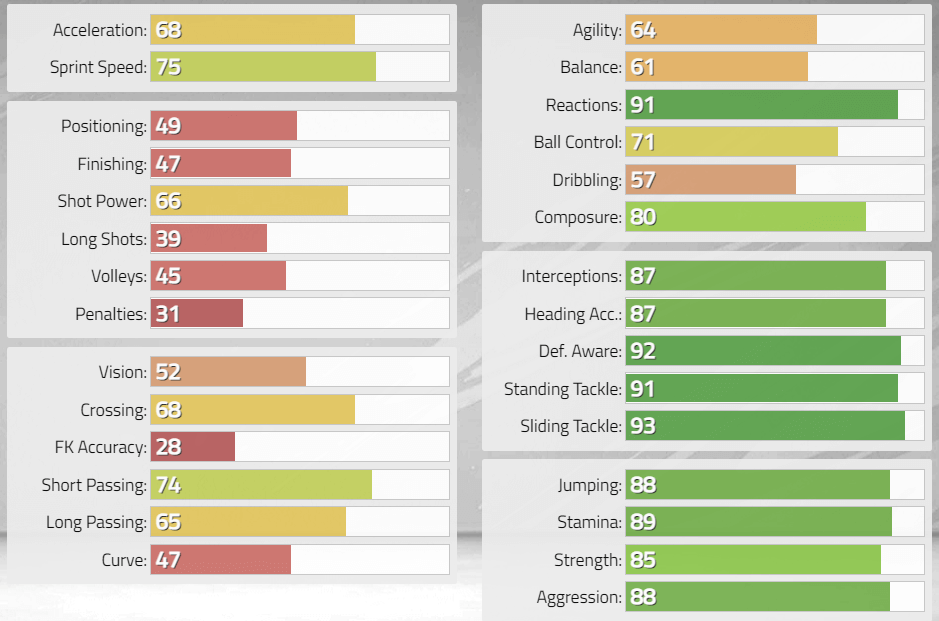 Acceleration: 68
Sprint Speed: 75
Positioning: 49
Finishing: 47
Shot Power: 66
Long Shots: 39
Volleys: 45
Penalties: 31
Vision: 52
Crossing: 68
FK Accuracy: 28
Short Passing: 74
Long Passing: 65
Curve: 47
Agility: 64
Balance: 61
Reactions: 91
Ball Control: 71
Dribbling: 57
Composure: 80
Interceptions: 87
Heading Acc.: 87
Def. Aware: 92
Standing Tackle: 91
Sliding Tackle: 93
Jumping: 88
Stamina: 89
Strength: 85
Aggression: 88